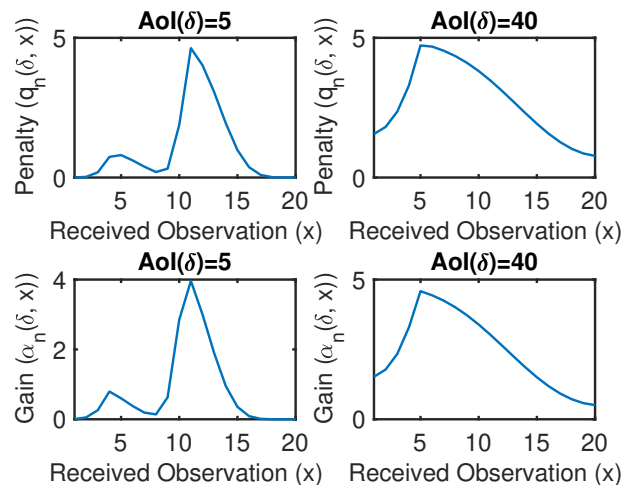 AoI(δ)=5
Penalty (q_n(δ, x))
5
0
5 10 15 20
Received Observation (x)
AoI(δ)=40
Penalty (q_n(δ, x))
5
0
5 10 15 20
Received Observation (x)
AoI(δ)=5
Gain (α_n(δ, x))
4
2
0
5 10 15 20
Received Observation (x)
AoI(δ)=40
Gain (α_n(δ, x))
5
0
5 10 15 20
Received Observation (x)